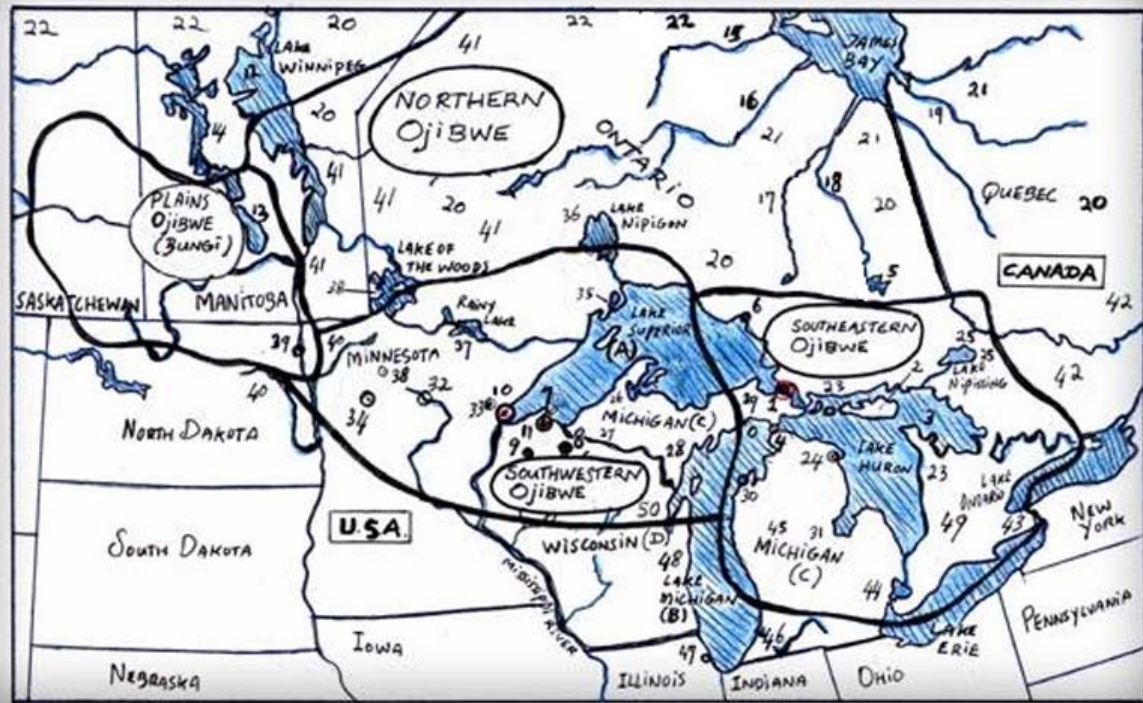 22
22
20
22
22
20
41
15
JAMES
BAY
LAKE
WINNIPEG
12
NORTHERN
OJIBWE
16
21
19
21
14
20
ONTARIO
21
41
17
18
20
QUEBEC
20
PLAINS
OJIBWE
(BUNGI)
13
41
20
41
36
LAKE
NIPIGON
LAKE OF
THE WOODS
41
20
5
CANADA
SASKATCHEWAN
MANITOBA
28
35
LAKE
SUPERIOR
(A)
6
SOUTHEASTERN
OJIBWE
42
RAINY
LAKE
37
39
40
MINNESOTA
38
32
34
25
25
LAKE
NIPISSING
42
40
10
33
7
11
9
8
26
MICHIGAN (C)
27
28
29
1
23
2
3
4
NORTH DAKOTA
SOUTHWESTERN
OJIBWE
24
LAKE
HURON
23
30
LAKE
ONTARIO
50
49
43
NEW
YORK
SOUTH DAKOTA
U.S.A.
WISCONSIN (D)
45
31
MICHIGAN
(C)
48
MISSISSIPPI RIVER
LAKE
MICHIGAN
(B)
44
PENNSYLVANIA
IOWA
46
LAKE
ERIE
47
NEBRASKA
ILLINOIS
INDIANA
OHIO